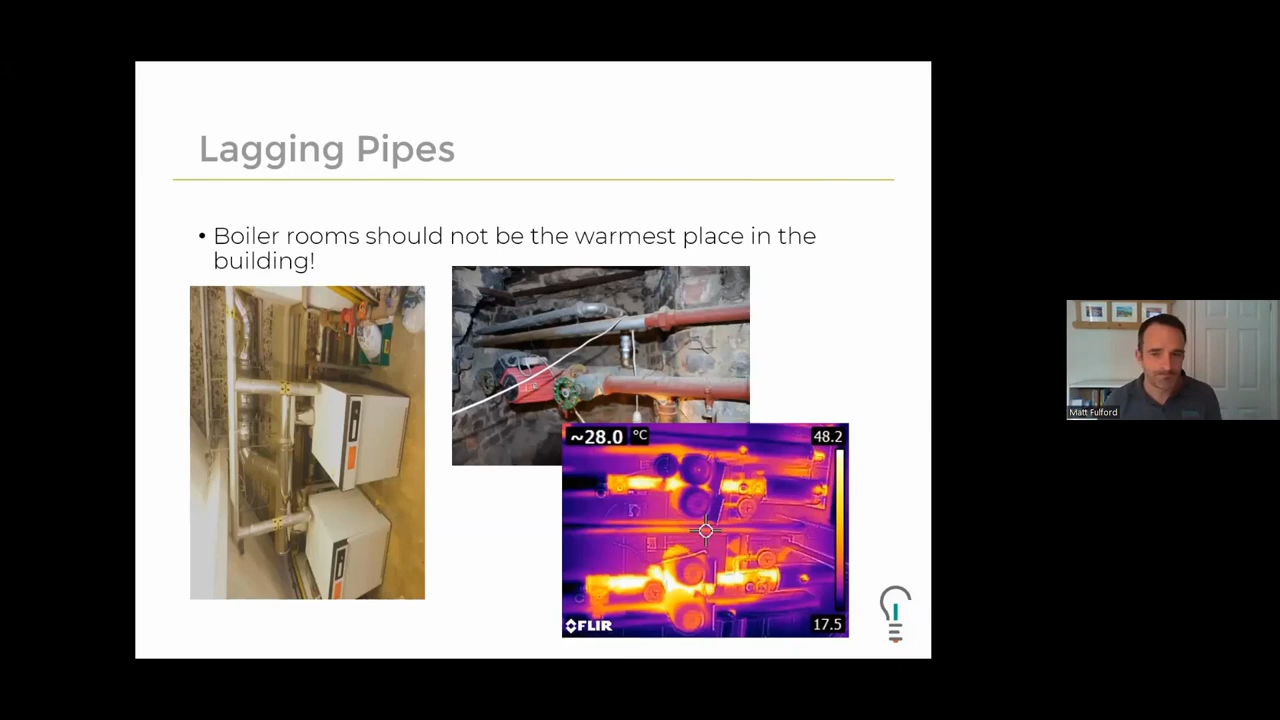 Lagging Pipes
• Boiler rooms should not be the warmest place in the
building!
~28.0 °C
48.2
17.5
FLIR
Matt Fulford